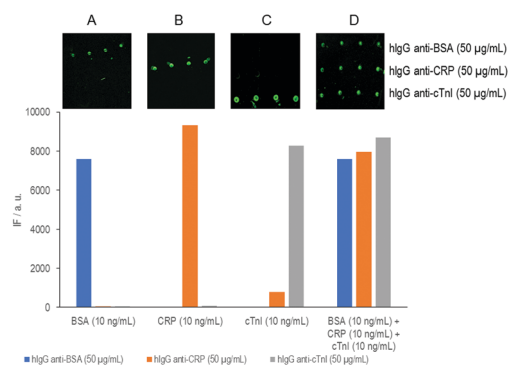 A B C D
hIgG anti-BSA (50 µg/mL)
hIgG anti-CRP (50 µg/mL)
hIgG anti-cTnI (50 µg/mL)
10000
8000
6000
4000
2000
0
IF / a. u.
BSA (10 ng/mL) CRP (10 ng/mL) cTnI (10 ng/mL) BSA (10 ng/mL) +
CRP (10 ng/mL) +
cTnI (10 ng/mL)
hIgG anti-BSA (50 µg/mL) hIgG anti-CRP (50 µg/mL) hIgG anti-cTnI (50 µg/mL)